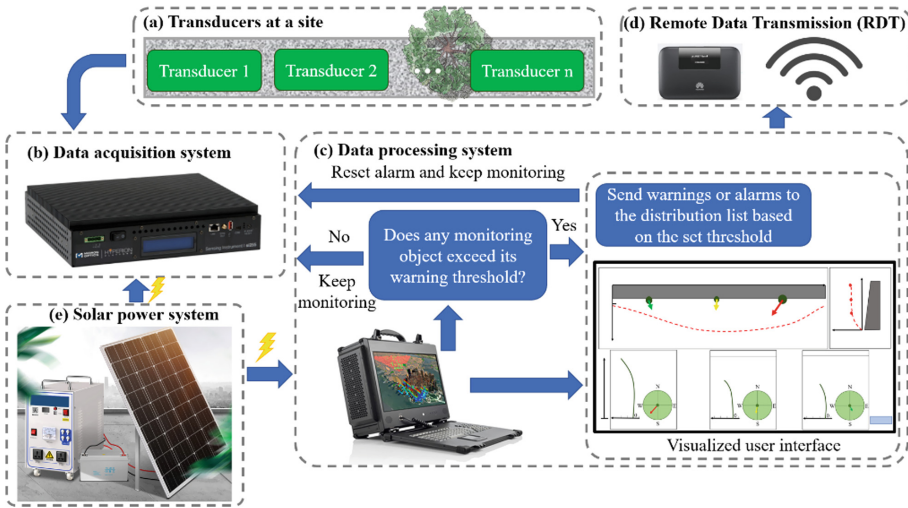 (a) Transducers at a site
Transducer 1
Transducer 2
...
Transducer n
(d) Remote Data Transmission (RDT)
(b) Data acquisition system
(c) Data processing system
Reset alarm and keep monitoring
Send warnings or alarms to
the distribution list based
on the set threshold
No
Keep
monitoring
Does any monitoring
object exceed its
warning threshold?
Yes
(e) Solar power system
N
W
E
S
N
W
E
S
N
W
E
S
Visualized user interface